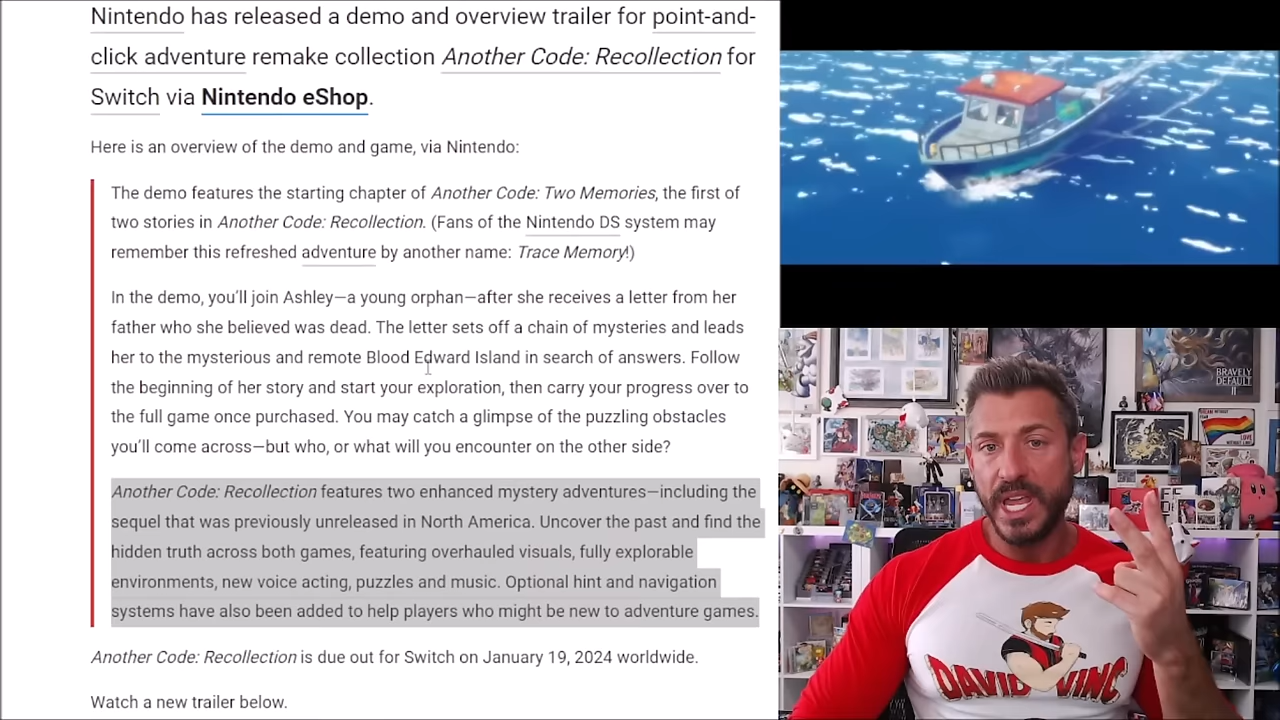 Nintendo has released a demo and overview trailer for point-and-
click adventure remake collection Another Code: Recollection for
Switch via Nintendo eShop.
Here is an overview of the demo and game, via Nintendo:
The demo features the starting chapter of Another Code: Two Memories, the first of
two stories in Another Code: Recollection. (Fans of the Nintendo DS system may
remember this refreshed adventure by another name: Trace Memory!)
In the demo, you'll join Ashley—a young orphan—after she receives a letter from her
father who she believed was dead. The letter sets off a chain of mysteries and leads
her to the mysterious and remote Blood Edward Island in search of answers. Follow
the beginning of her story and start your exploration, then carry your progress over to
the full game once purchased. You may catch a glimpse of the puzzling obstacles
you'll come across—but who, or what will you encounter on the other side?
Another Code: Recollection features two enhanced mystery adventures—including the
sequel that was previously unreleased in North America. Uncover the past and find the
hidden truth across both games, featuring overhauled visuals, fully explorable
environments, new voice acting, puzzles and music. Optional hint and navigation
systems have also been added to help players who might be new to adventure games.
Another Code: Recollection is due out for Switch on January 19, 2024 worldwide.
Watch a new trailer below.
BRAVELY
DEFAULT
II
DAVID VINC